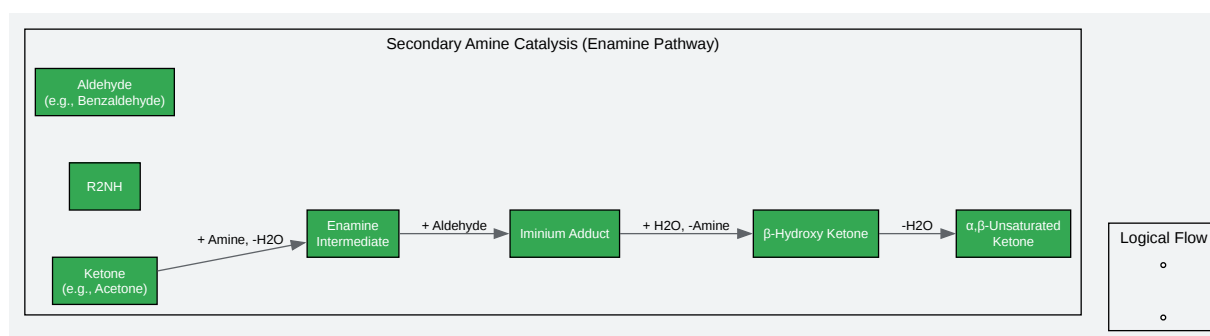 Secondary Amine Catalysis (Enamine Pathway)
Aldehyde
(e.g., Benzaldehyde)
R2NH
Ketone
(e.g., Acetone)
+ Amine, -H2O
Enamine
Intermediate
+ Aldehyde
Iminium Adduct
+ H2O, -Amine
β-Hydroxy Ketone
-H2O
α,β-Unsaturated
Ketone
Logical Flow